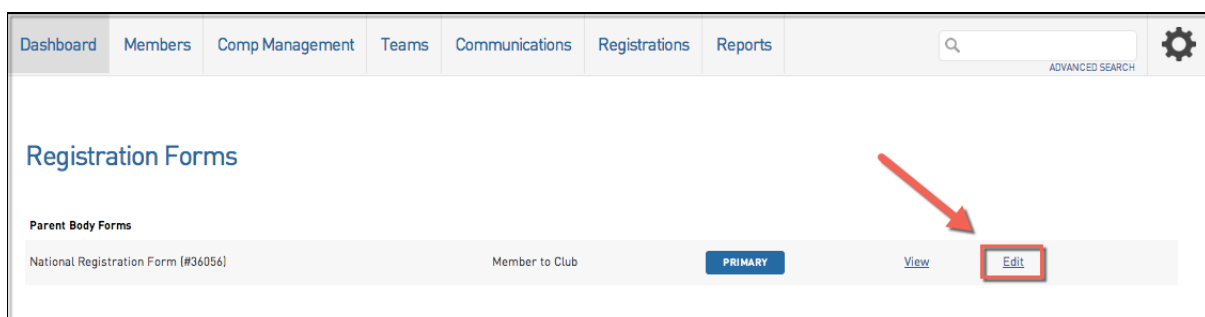 Dashboard Members Comp Management Teams Communications Registrations Reports
ADVANCED SEARCH
Registration Forms
Parent Body Forms
National Registration Form (#36056) Member to Club PRIMARY View Edit